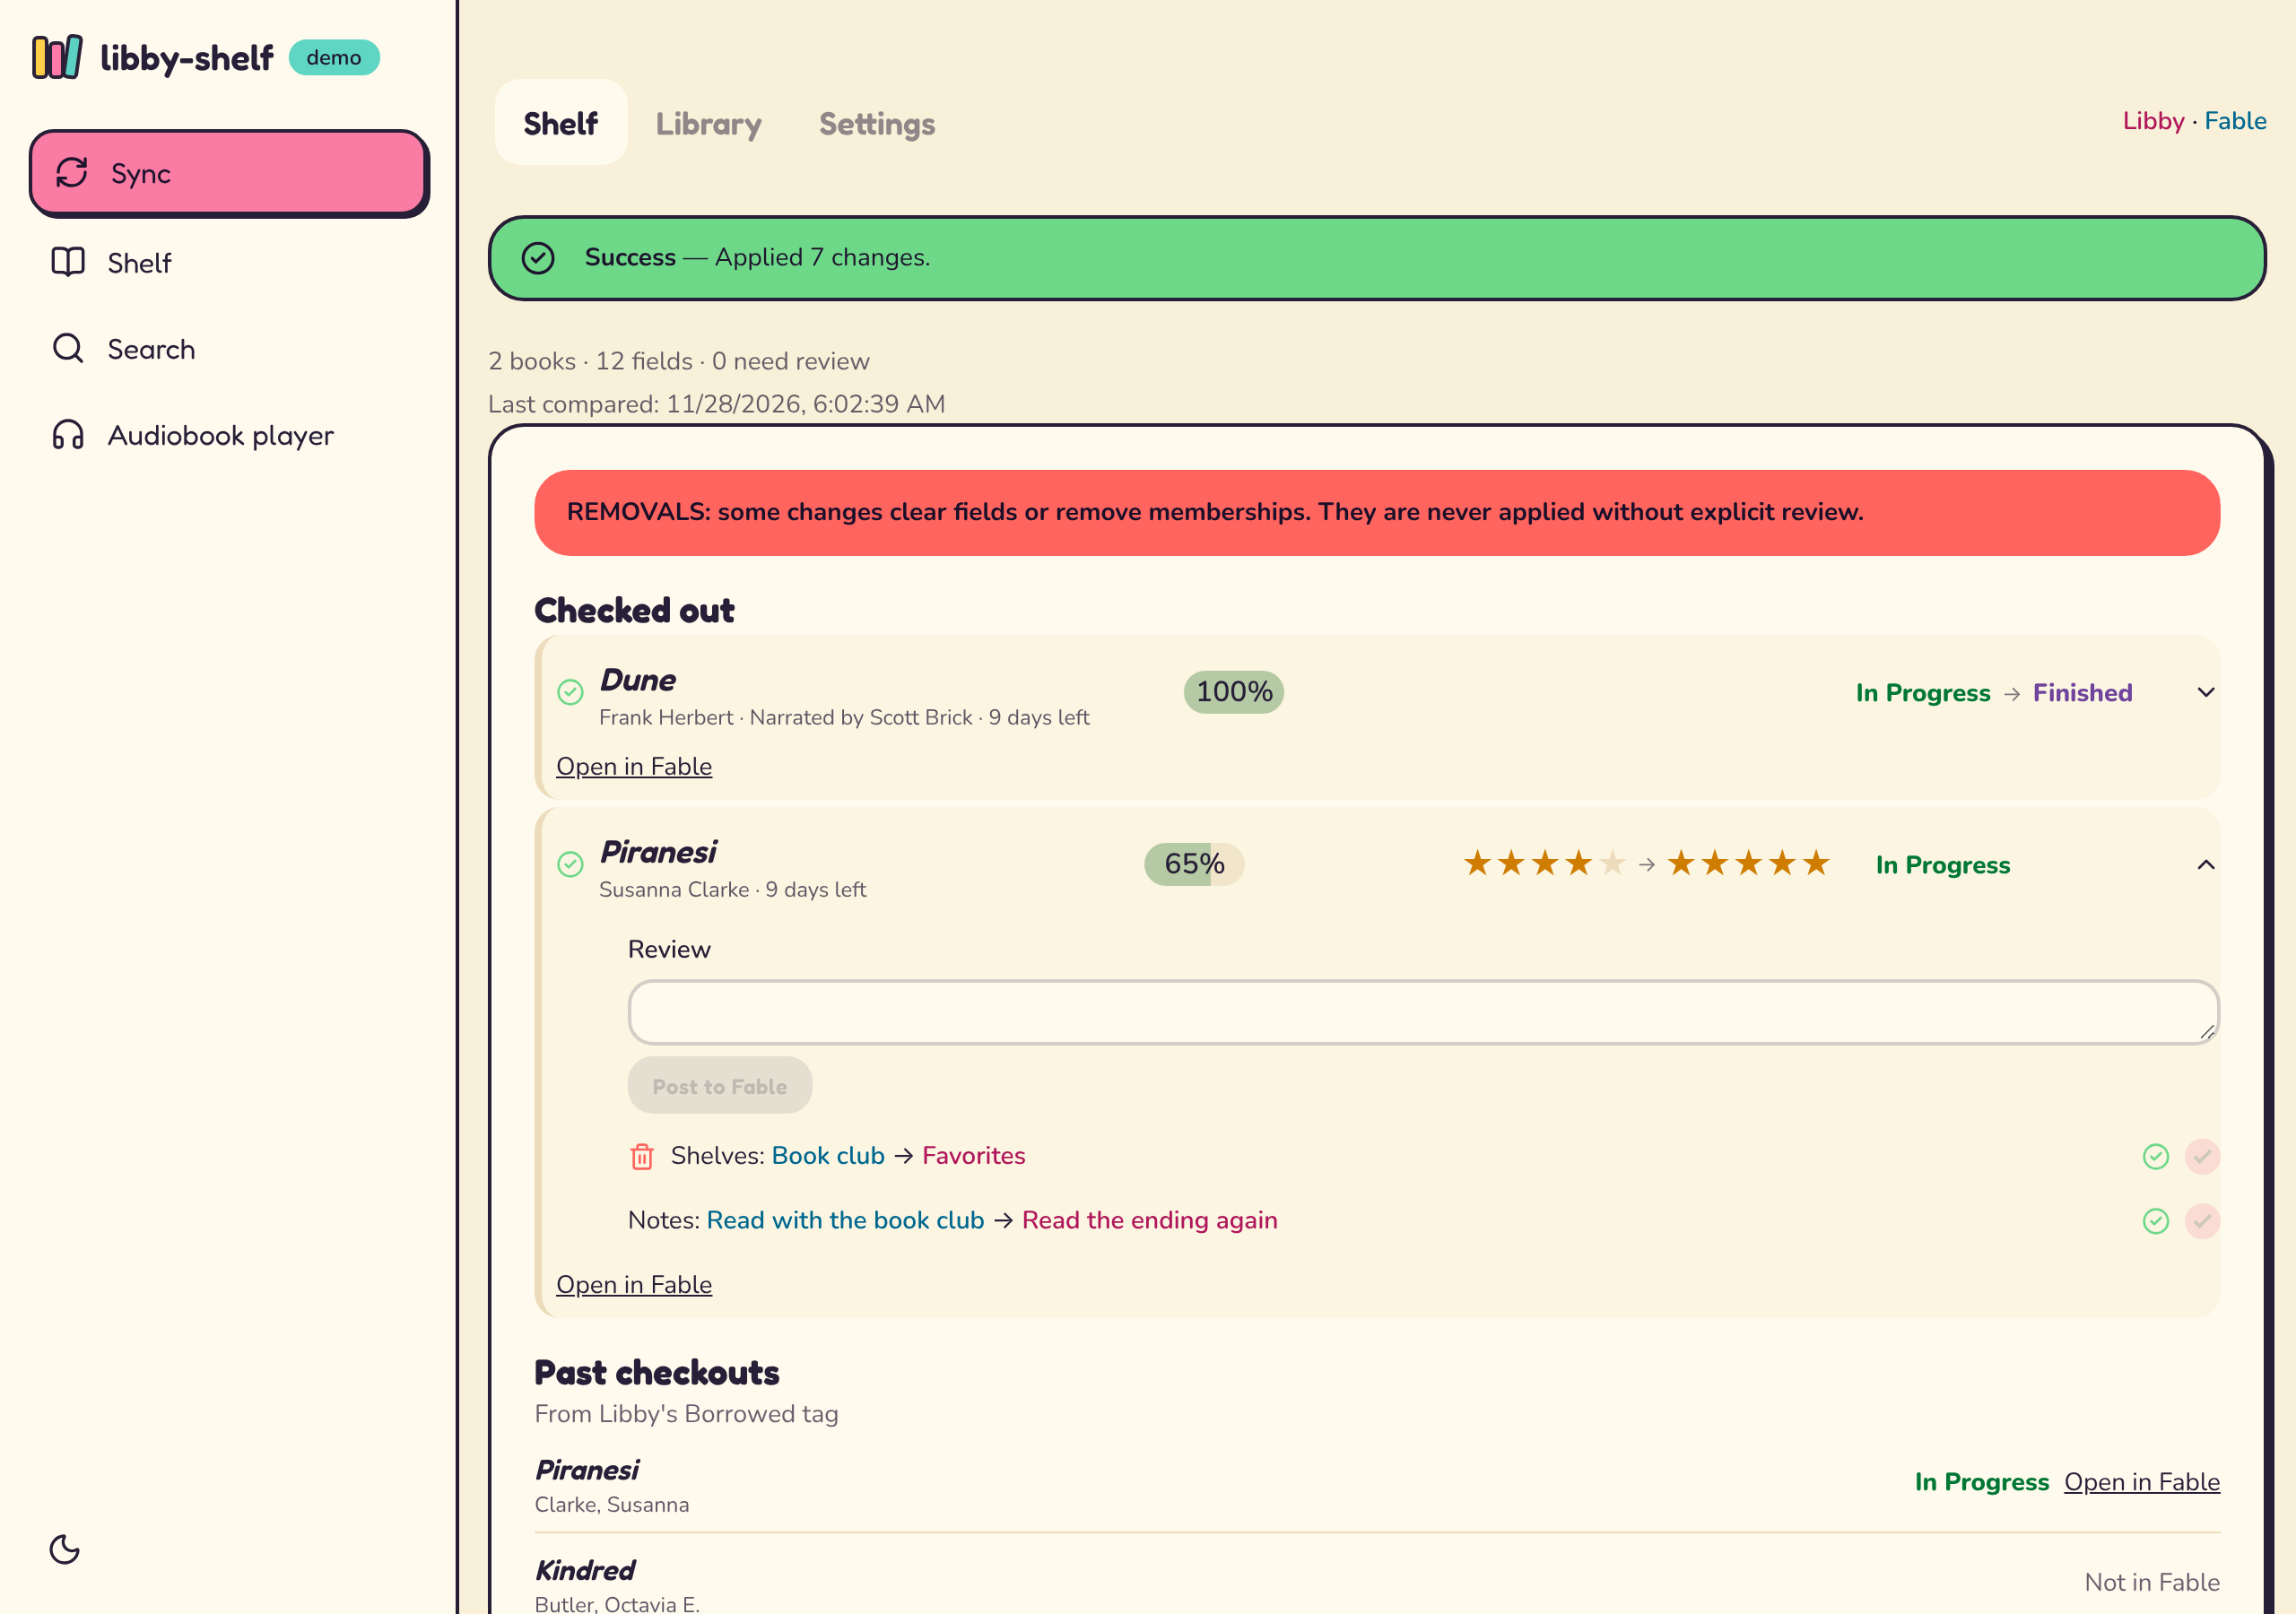 libby-shelf demo
Sync
Shelf
Search
Audiobook player
Shelf Library Settings
Libby · Fable
Success — Applied 7 changes.
2 books · 12 fields · 0 need review
Last compared: 11/28/2026, 6:02:39 AM
REMOVALS: some changes clear fields or remove memberships. They are never applied without explicit review.
Checked out
Dune
Frank Herbert · Narrated by Scott Brick · 9 days left
100%
In Progress → Finished
Open in Fable
Piranesi
Susanna Clarke · 9 days left
65%
★★★★★ → ★★★★★
In Progress
Review
Post to Fable
Shelves: Book club → Favorites
Notes: Read with the book club → Read the ending again
Open in Fable
Past checkouts
From Libby's Borrowed tag
Piranesi
Clarke, Susanna
In Progress Open in Fable
Kindred
Butler, Octavia E.
Not in Fable